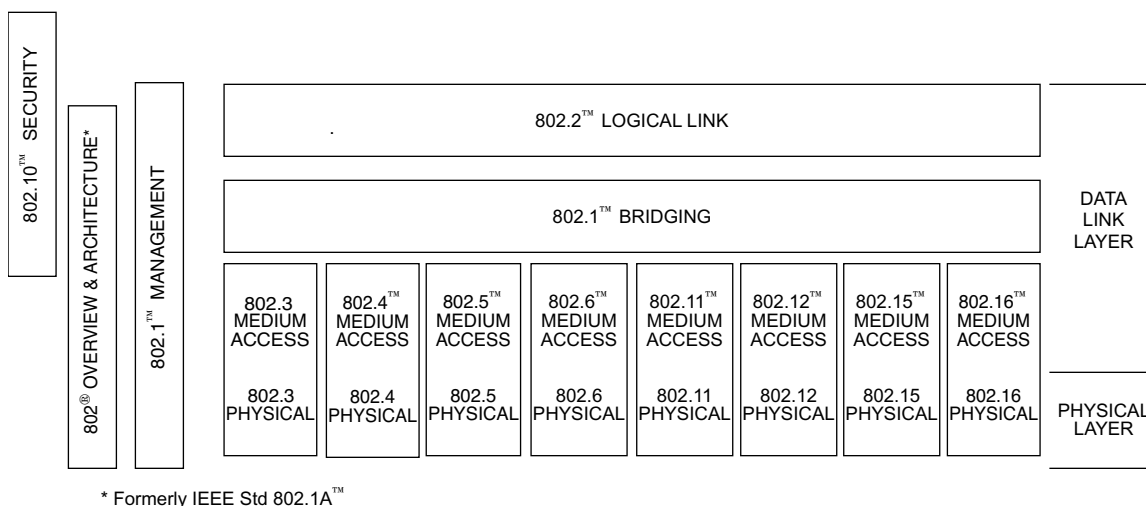 802.10™ SECURITY
802® OVERVIEW & ARCHITECTURE*
802.1™ MANAGEMENT
802.2™ LOGICAL LINK
802.1™ BRIDGING
802.3
MEDIUM
ACCESS
802.3
PHYSICAL
802.4™
MEDIUM
ACCESS
802.4
PHYSICAL
802.5™
MEDIUM
ACCESS
802.5
PHYSICAL
802.6™
MEDIUM
ACCESS
802.6
PHYSICAL
802.11™
MEDIUM
ACCESS
802.11
PHYSICAL
802.12™
MEDIUM
ACCESS
802.12
PHYSICAL
802.15™
MEDIUM
ACCESS
802.15
PHYSICAL
802.16™
MEDIUM
ACCESS
802.16
PHYSICAL
DATA
LINK
LAYER
PHYSICAL
LAYER
* Formerly IEEE Std 802.1A™